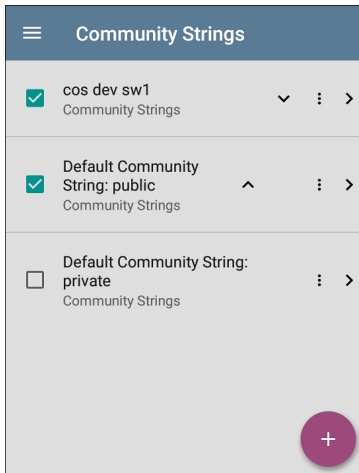 Community Strings
cos dev sw1
Community Strings
Default Community
String: public
Community Strings
Default Community String:
private
Community Strings